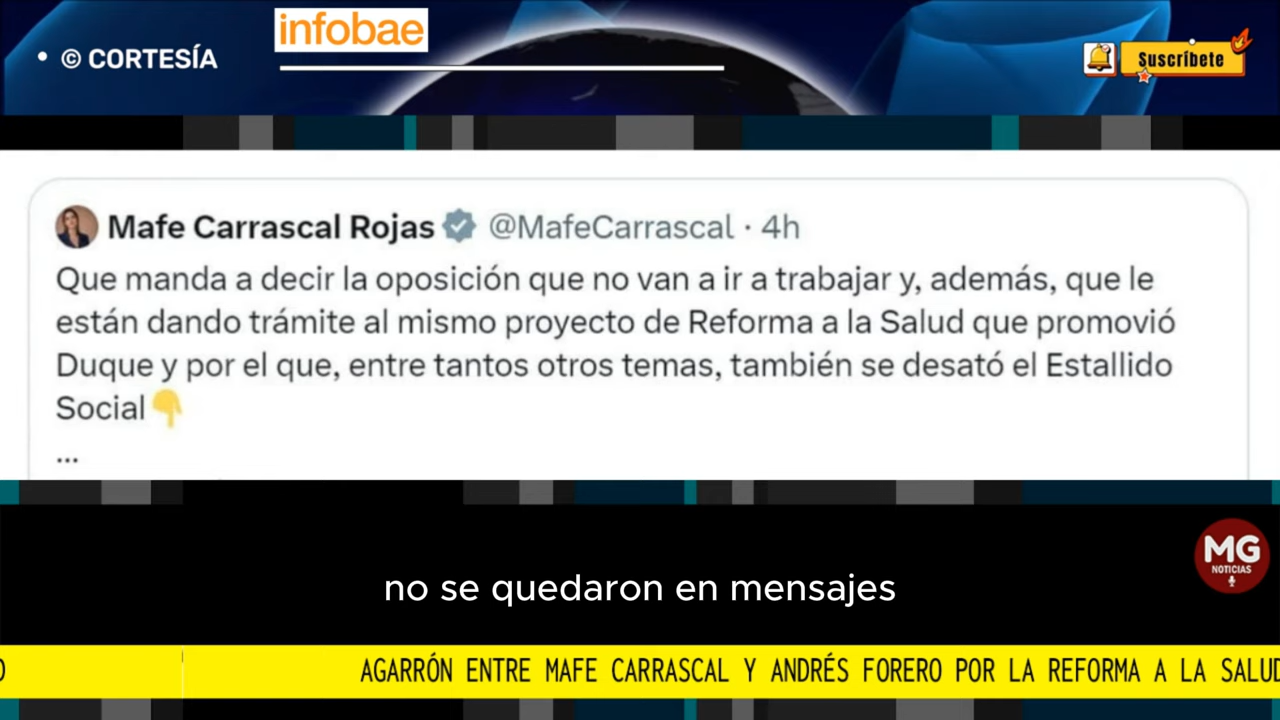 • © CORTESÍA
infobae
Suscríbete
Mafe Carrascal Rojas @MafeCarrascal · 4h
Que manda a decir la oposición que no van a ir a trabajar y, además, que le
están dando trámite al mismo proyecto de Reforma a la Salud que promovió
Duque y por el que, entre tantos otros temas, también se desató el Estallido
Social👇
...
no se quedaron en mensajes
MG
NOTICIAS
O AGARRÓN ENTRE MAFE CARRASCAL Y ANDRÉS FORERO POR LA REFORMA A LA SALUD